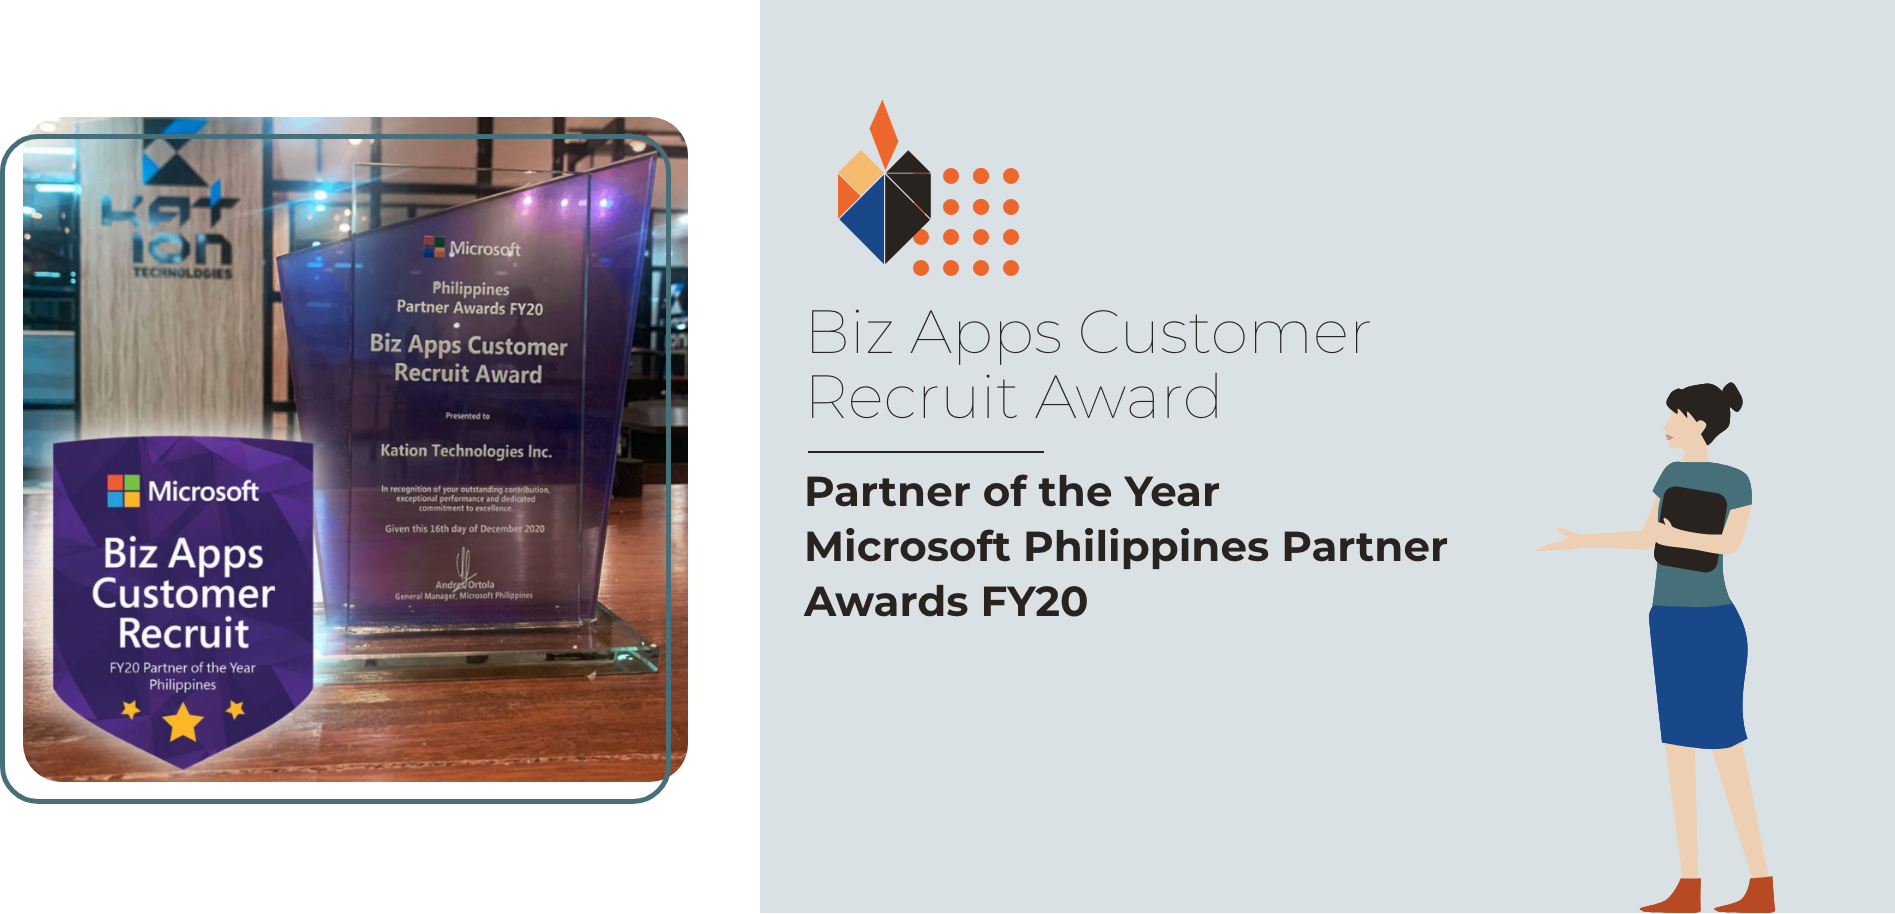 Kation
TECHNOLOGIES
Microsoft
Philippines
Partner Awards FY20
Biz Apps Customer
Recruit Award
Presented to
Kation Technologies Inc.
In recognition of your outstanding contribution,
exceptional performance and dedicated
commitment to excellence.
Given this 16th day of December 2020
Andres Ortola
General Manager, Microsoft Philippines
Microsoft
Biz Apps
Customer
Recruit
FY20 Partner of the Year
Philippines
Biz Apps Customer
Recruit Award
Partner of the Year
Microsoft Philippines Partner
Awards FY20